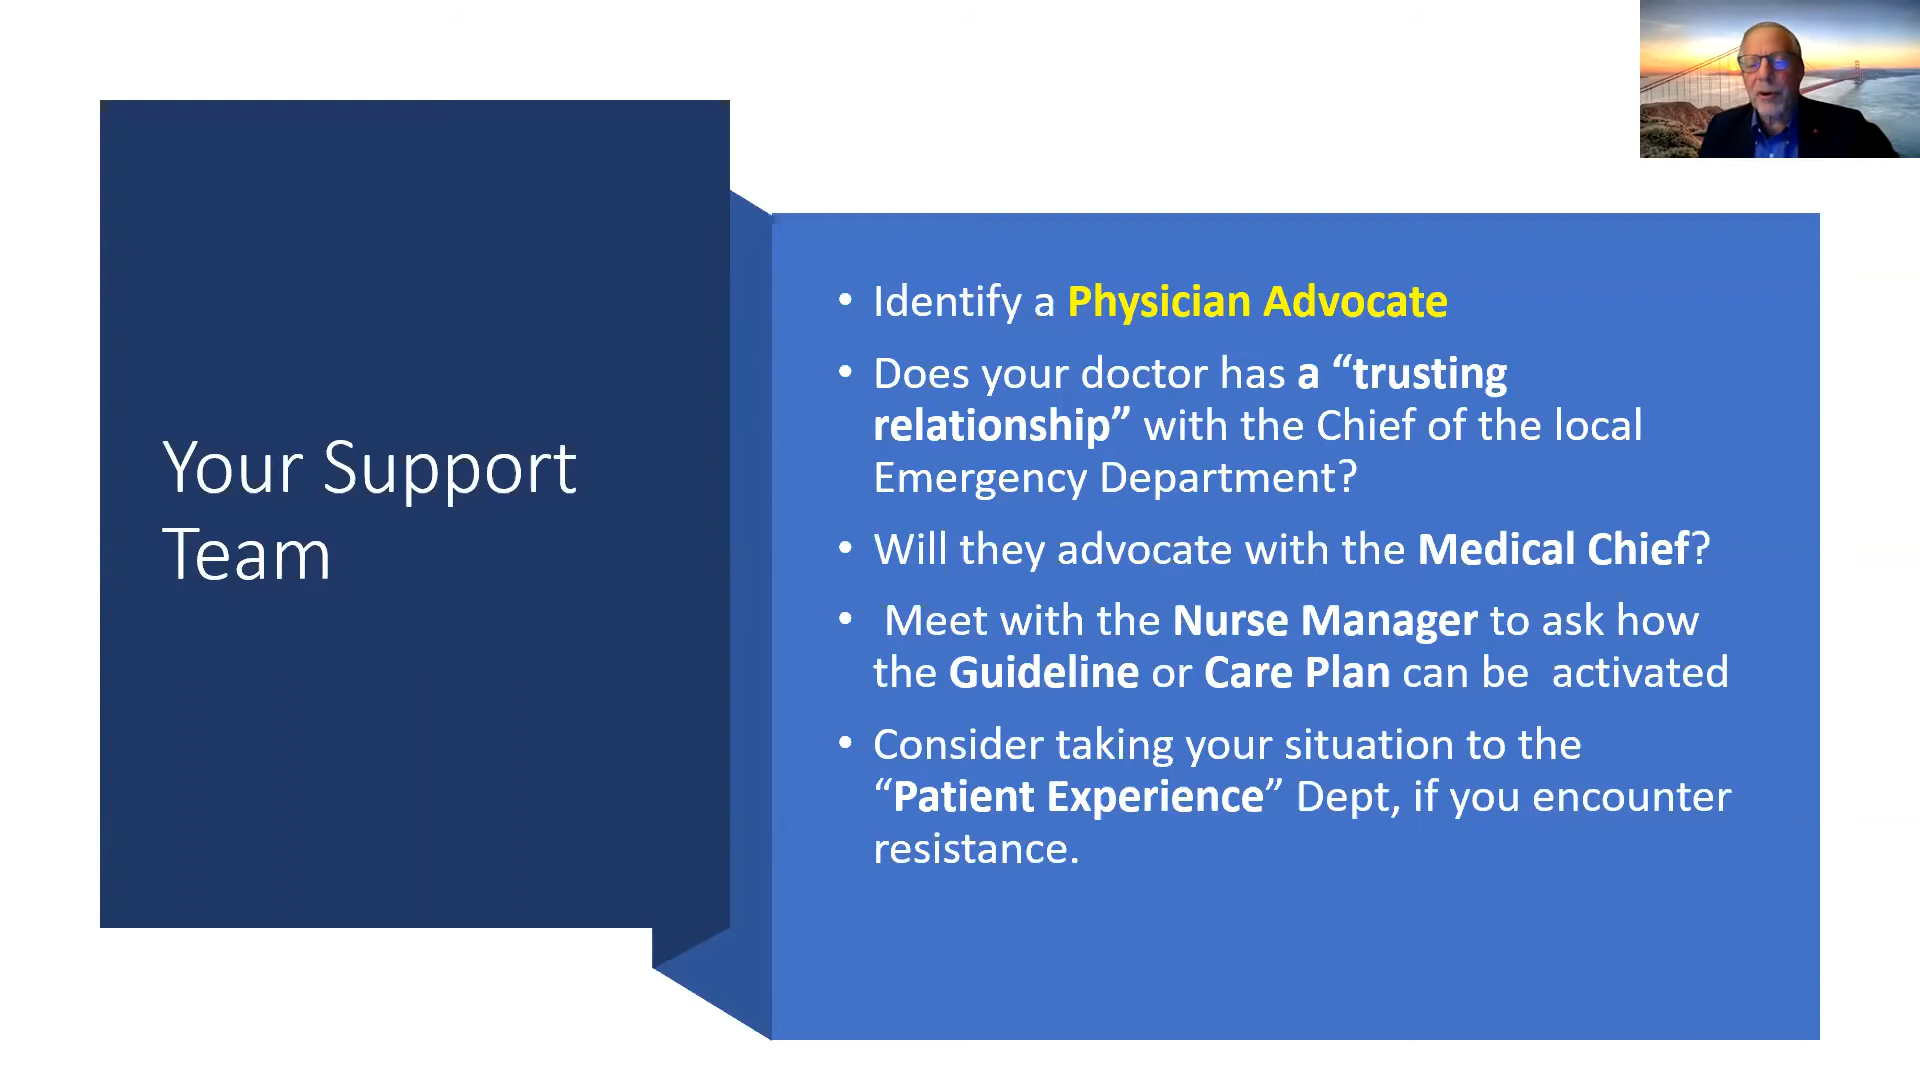 Your Support
Team
• Identify a Physician Advocate
• Does your doctor has a “trusting
relationship” with the Chief of the local
Emergency Department?
• Will they advocate with the Medical Chief?
• Meet with the Nurse Manager to ask how
the Guideline or Care Plan can be  activated
• Consider taking your situation to the
“Patient Experience” Dept, if you encounter
resistance.